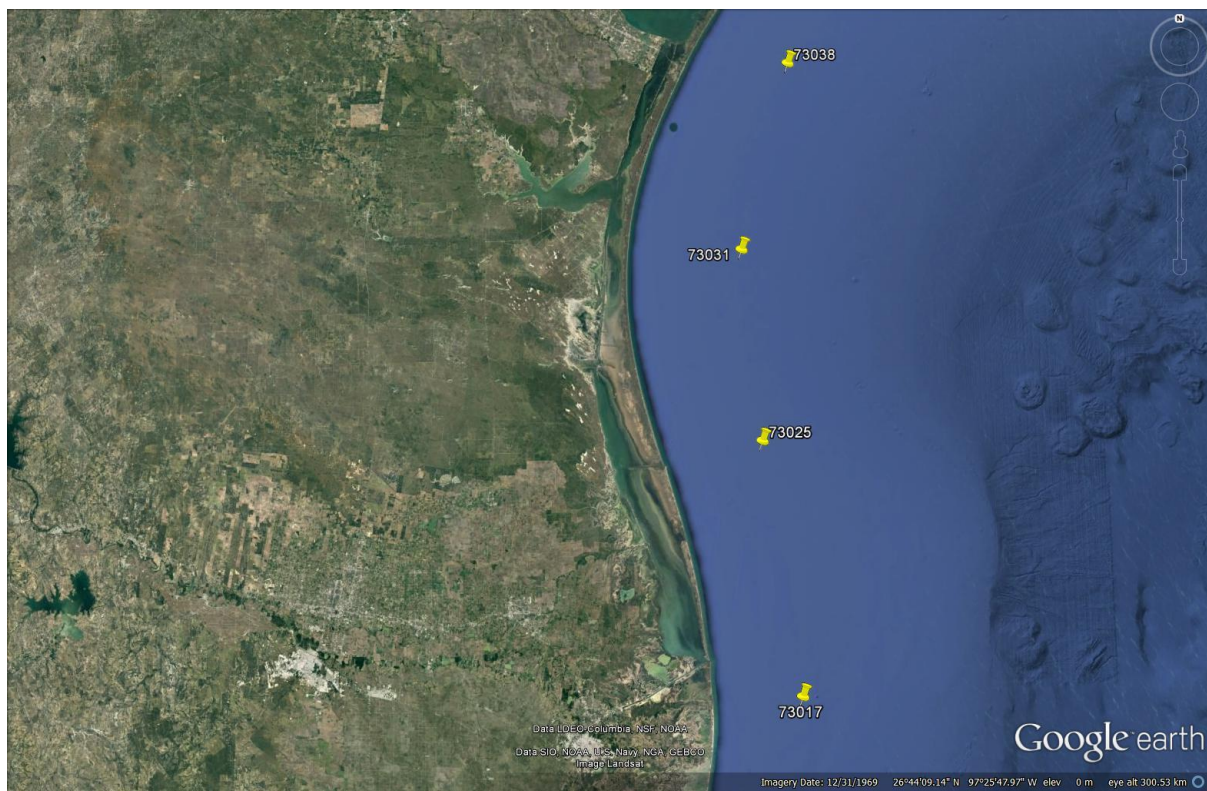 N
73038
73031
73025
73017
Data LDEO-Columbia, NSF, NOAA
Data SIO, NOAA, U.S. Navy, NGA, GEBCO
Image Landsat
Google earth
Imagery Date: 12/31/1969 26°44'09.14" N 97°25'47.97" W elev 0 m eye alt 300.53 km